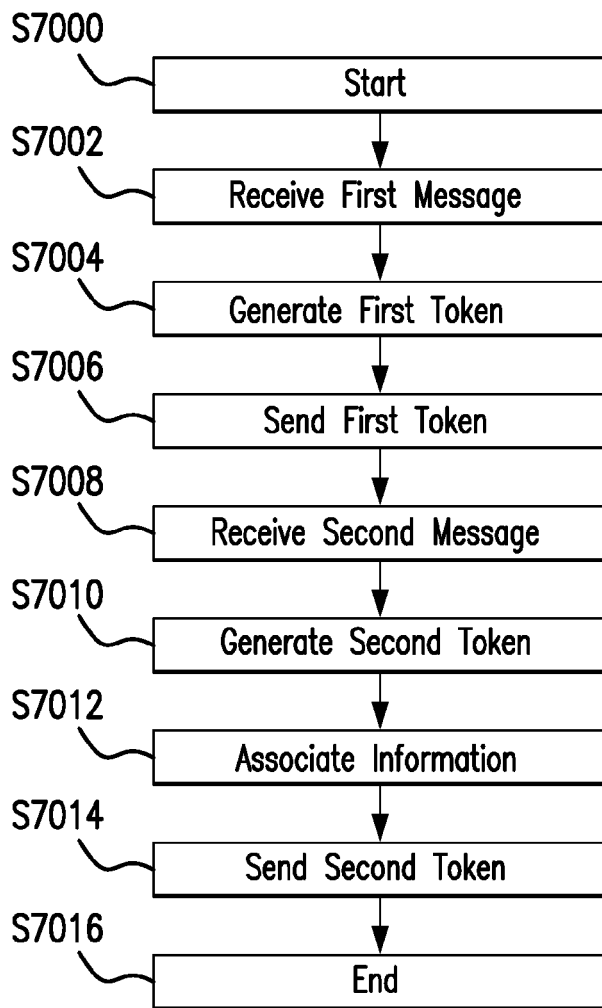 S7000
Start
S7002
Receive First Message
S7004
Generate First Token
S7006
Send First Token
S7008
Receive Second Message
S7010
Generate Second Token
S7012
Associate Information
S7014
Send Second Token
S7016
End